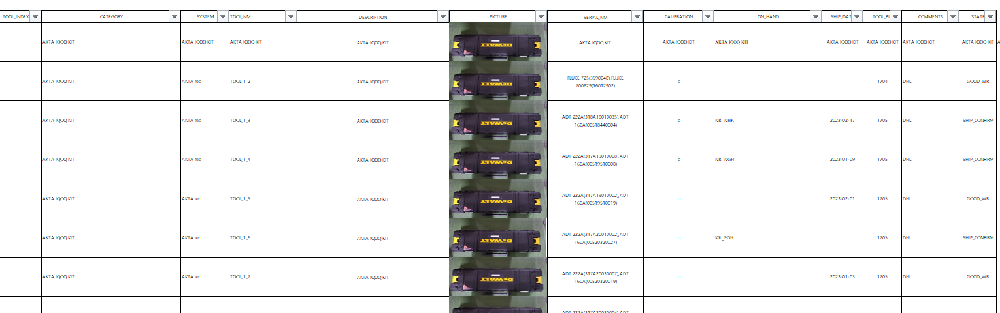 TOOL_INDEX CATEGORY SYSTEM TOOL_NM DESCRIPTION PICTURE SERIAL_NM CALIBRATION ON_HAND SHIP_DAT TOOL_BI COMMENTS STATE
AKTA IQOQ KIT AKTA IQOQ KIT AKTA IQOQ KIT AKTA IQOQ KIT DEWALT AKTA IQOQ KIT AKTA IQOQ KIT AKTA IQOQ KIT AKTA IQOQ KIT AKTA IQOQ KIT AKTA IQOQ KIT AKTA IQOQ KIT A
AKTA IQOQ KIT AKTA red TOOL_1_2 AKTA IQOQ KIT DEWALT FLUKE 725(3590048),FLUKE
700P29(16012902) o 1704 DHL GOOD_WR
AKTA IQOQ KIT AKTA red TOOL_1_3 AKTA IQOQ KIT DEWALT ADT 222A(318A18010035),ADT
160A(00518440004) o KR_KHK 2023-02-17 1705 DHL SHIP_CONFIRM
AKTA IQOQ KIT AKTA red TOOL_1_4 AKTA IQOQ KIT DEWALT ADT 222A(317A19010008),ADT
160A(00519510008) o KR_KGH 2023-01-09 1705 DHL SHIP_CONFIRM
AKTA IQOQ KIT AKTA red TOOL_1_5 AKTA IQOQ KIT DEWALT ADT 222A(317A19010002),ADT
160A(00519510019) o 2023-02-01 1705 DHL GOOD_WR
AKTA IQOQ KIT AKTA red TOOL_1_6 AKTA IQOQ KIT DEWALT ADT 222A(317A20010002),ADT
160A(00520320027) o KR_PGH 1705 DHL SHIP_CONFIRM
AKTA IQOQ KIT AKTA red TOOL_1_7 AKTA IQOQ KIT DEWALT ADT 222A(317A20030007),ADT
160A(00520320019) o 2023-01-03 1705 DHL GOOD_WR